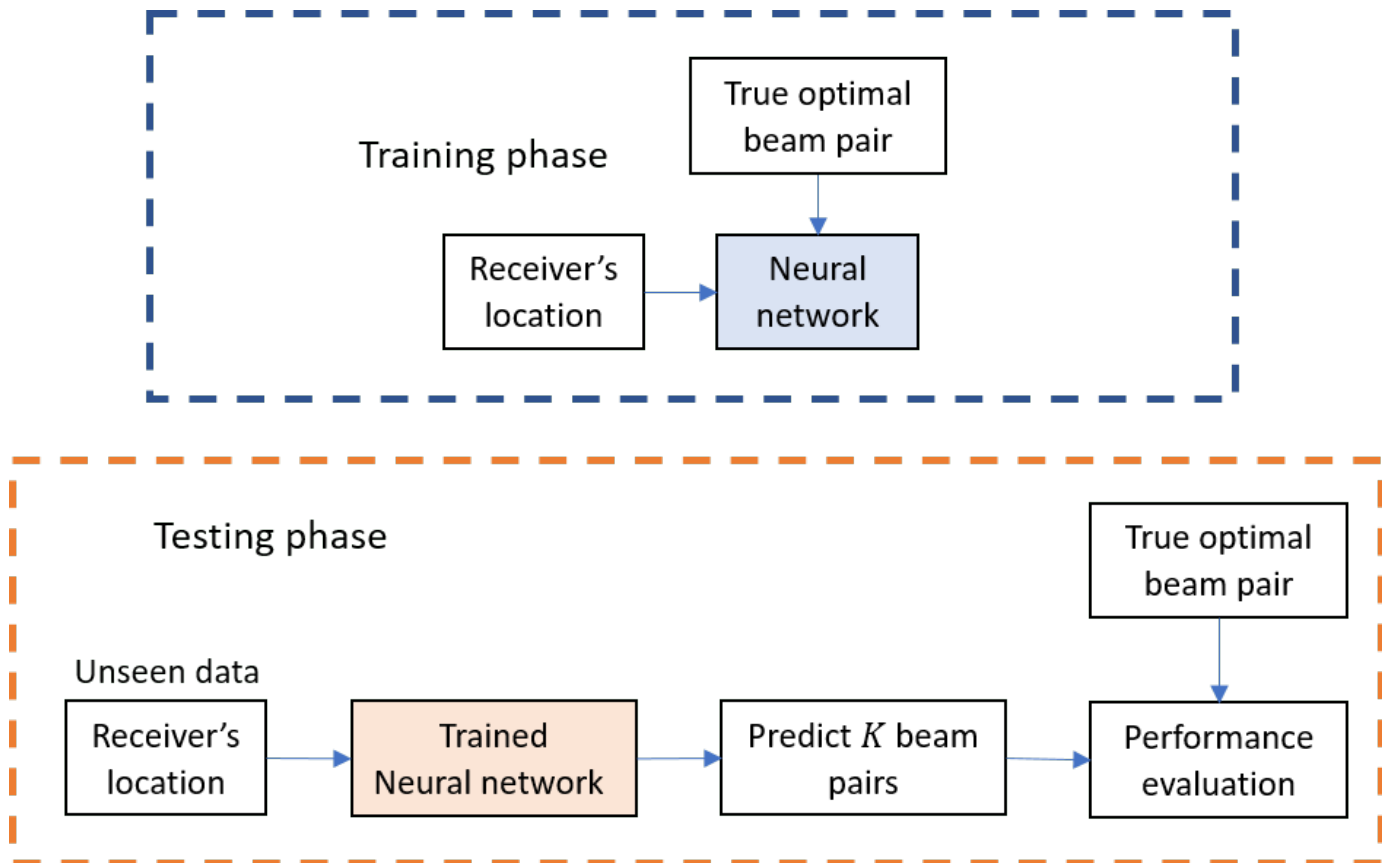 True optimal
beam pair
Training phase
Receiver's
location
Neural
network
Testing phase
True optimal
beam pair
Unseen data
Receiver's
location
Trained
Neural network
Predict K beam
pairs
Performance
evaluation